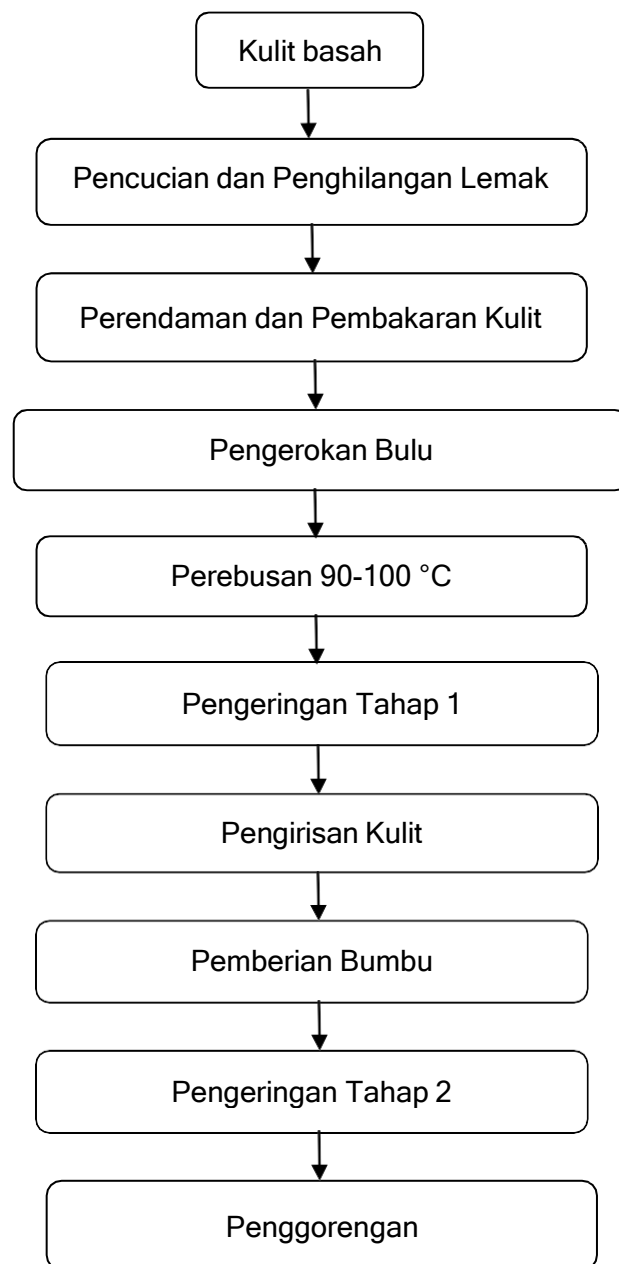 Kulit basah
Pencucian dan Penghilangan Lemak
Perendaman dan Pembakaran Kulit
Pengerokan Bulu
Perebusan 90-100 °C
Pengeringan Tahap 1
Pengirisan Kulit
Pemberian Bumbu
Pengeringan Tahap 2
Penggorengan